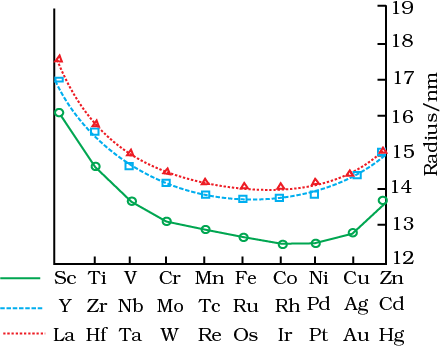 19
18
17
16
15
14
13
12
Radius/nm
Sc Ti V Cr Mn Fe Co Ni Cu Zn
Y Zr Nb Mo Tc Ru Rh Pd Ag Cd
La Hf Ta W Re Os Ir Pt Au Hg